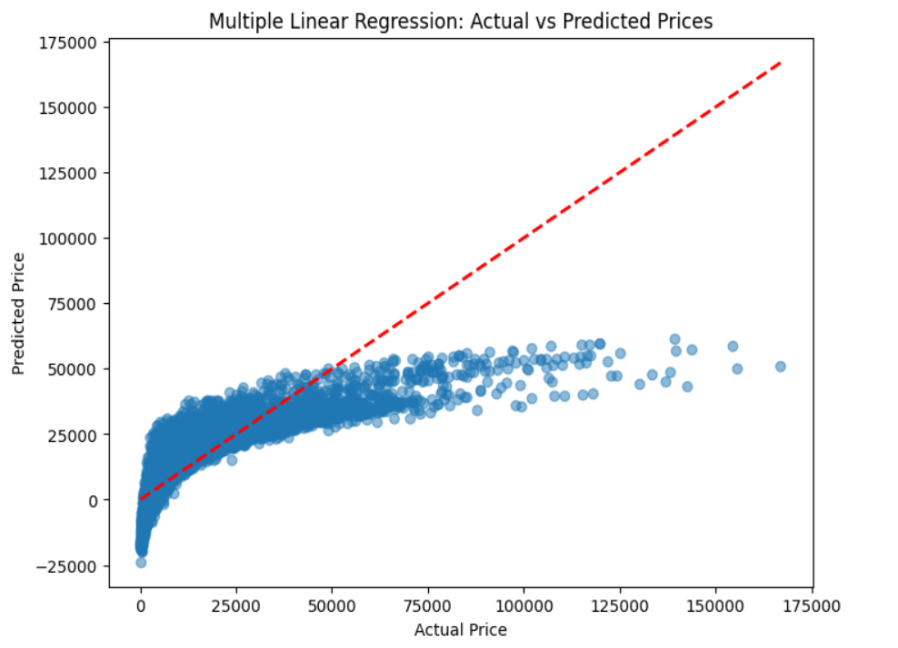 Multiple Linear Regression: Actual vs Predicted Prices
175000
150000
125000
100000
75000
50000
25000
0
−25000
Predicted Price
0 25000 50000 75000 100000 125000 150000 175000
Actual Price